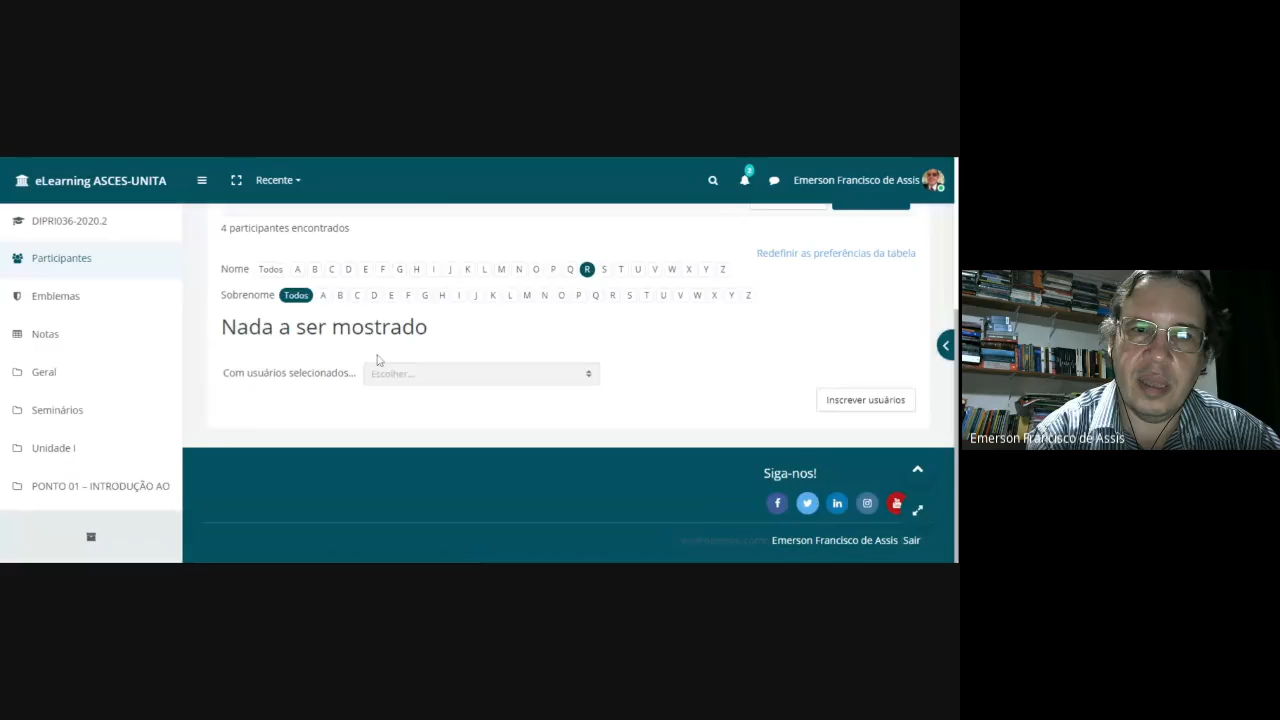 eLearning ASCES-UNITA
Recente
2
Emerson Francisco de Assis
DIPRI036-2020.2
Participantes
Emblemas
Notas
Geral
Seminários
Unidade I
PONTO 01 – INTRODUÇÃO AO
4 participantes encontrados
Redefinir as preferências da tabela
Nome Todos A B C D E F G H I J K L M N O P Q R S T U V W X Y Z
Sobrenome Todos A B C D E F G H I J K L M N O P Q R S T U V W X Y Z
Nada a ser mostrado
Com usuários selecionados... Escolher...
Inscrever usuários
Siga-nos!
Emerson Francisco de Assis Sair
Emerson Francisco de Assis